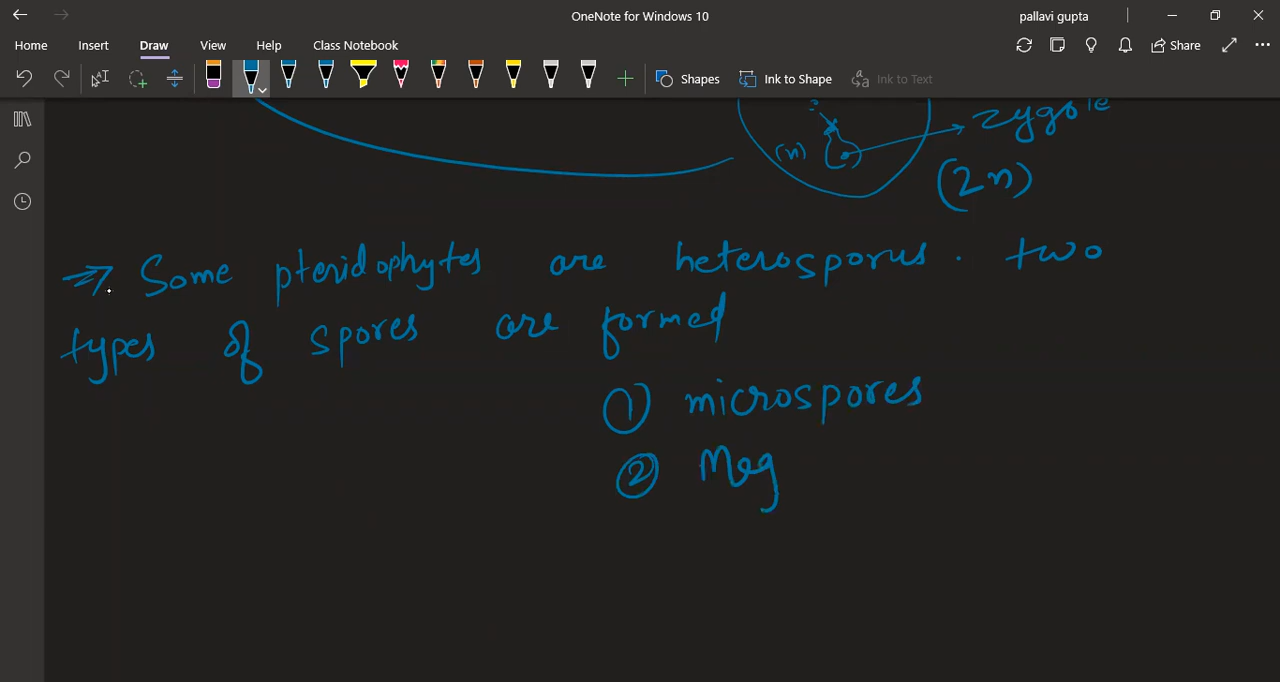 OneNote for Windows 10
pallavi gupta
Home Insert Draw View Help Class Notebook
Share
Shapes Ink to Shape Ink to Text
zygote
(n)
(2n)
⇒ Some pteridophytes are heterosporus. two
types of spores are formed
① microspores
② Meg